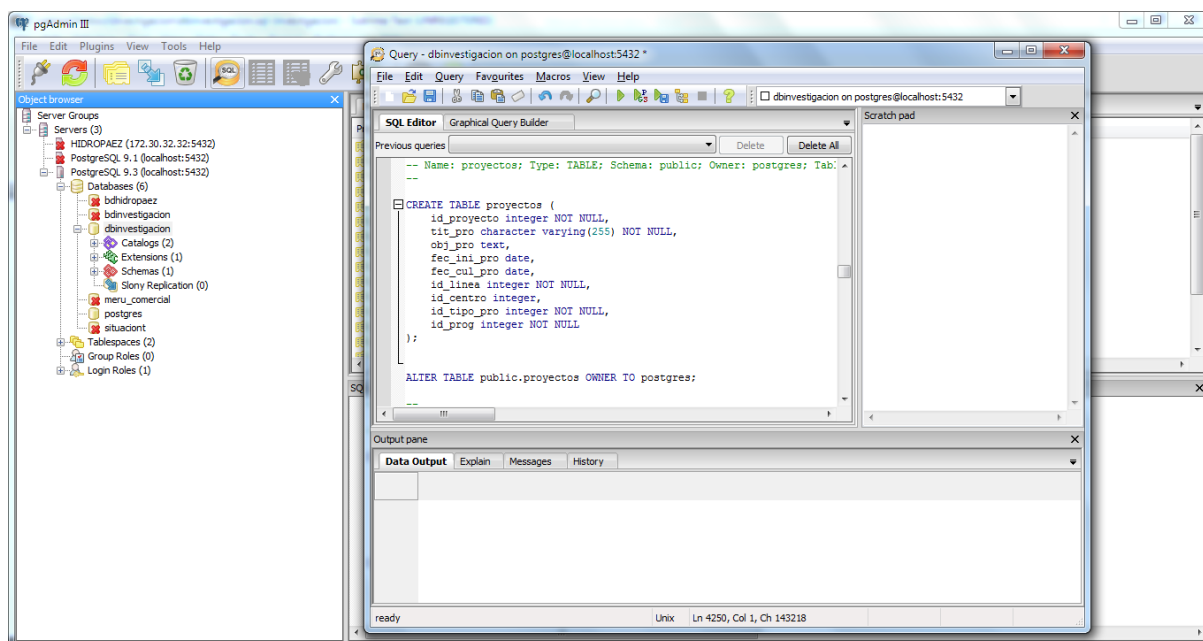 pgAdmin III
File Edit Plugins View Tools Help
SQL
Object browser
Server Groups
Servers (3)
HIDROPAEZ (172.30.32.32:5432)
PostgreSQL 9.1 (localhost:5432)
PostgreSQL 9.3 (localhost:5432)
Databases (6)
bdhidropaez
bdinvestigacion
dbinvestigacion
Catalogs (2)
Extensions (1)
Schemas (1)
Slony Replication (0)
meru_comercial
postgres
situaciont
Tablespaces (2)
Group Roles (0)
Login Roles (1)
Query - dbinvestigacion on postgres@localhost:5432 *
File Edit Query Favourites Macros View Help
dbinvestigacion on postgres@localhost:5432
SQL Editor Graphical Query Builder
Scratch pad
Previous queries Delete Delete All
-- Name: proyectos; Type: TABLE; Schema: public; Owner: postgres; Tab
--
CREATE TABLE proyectos (
id_proyecto integer NOT NULL,
tit_pro character varying(255) NOT NULL,
obj_pro text,
fec_ini_pro date,
fec_cul_pro date,
id_linea integer NOT NULL,
id_centro integer,
id_tipo_pro integer NOT NULL,
id_prog integer NOT NULL
);
ALTER TABLE public.proyectos OWNER TO postgres;
--
Output pane
Data Output Explain Messages History
ready Unix Ln 4250, Col 1, Ch 143218